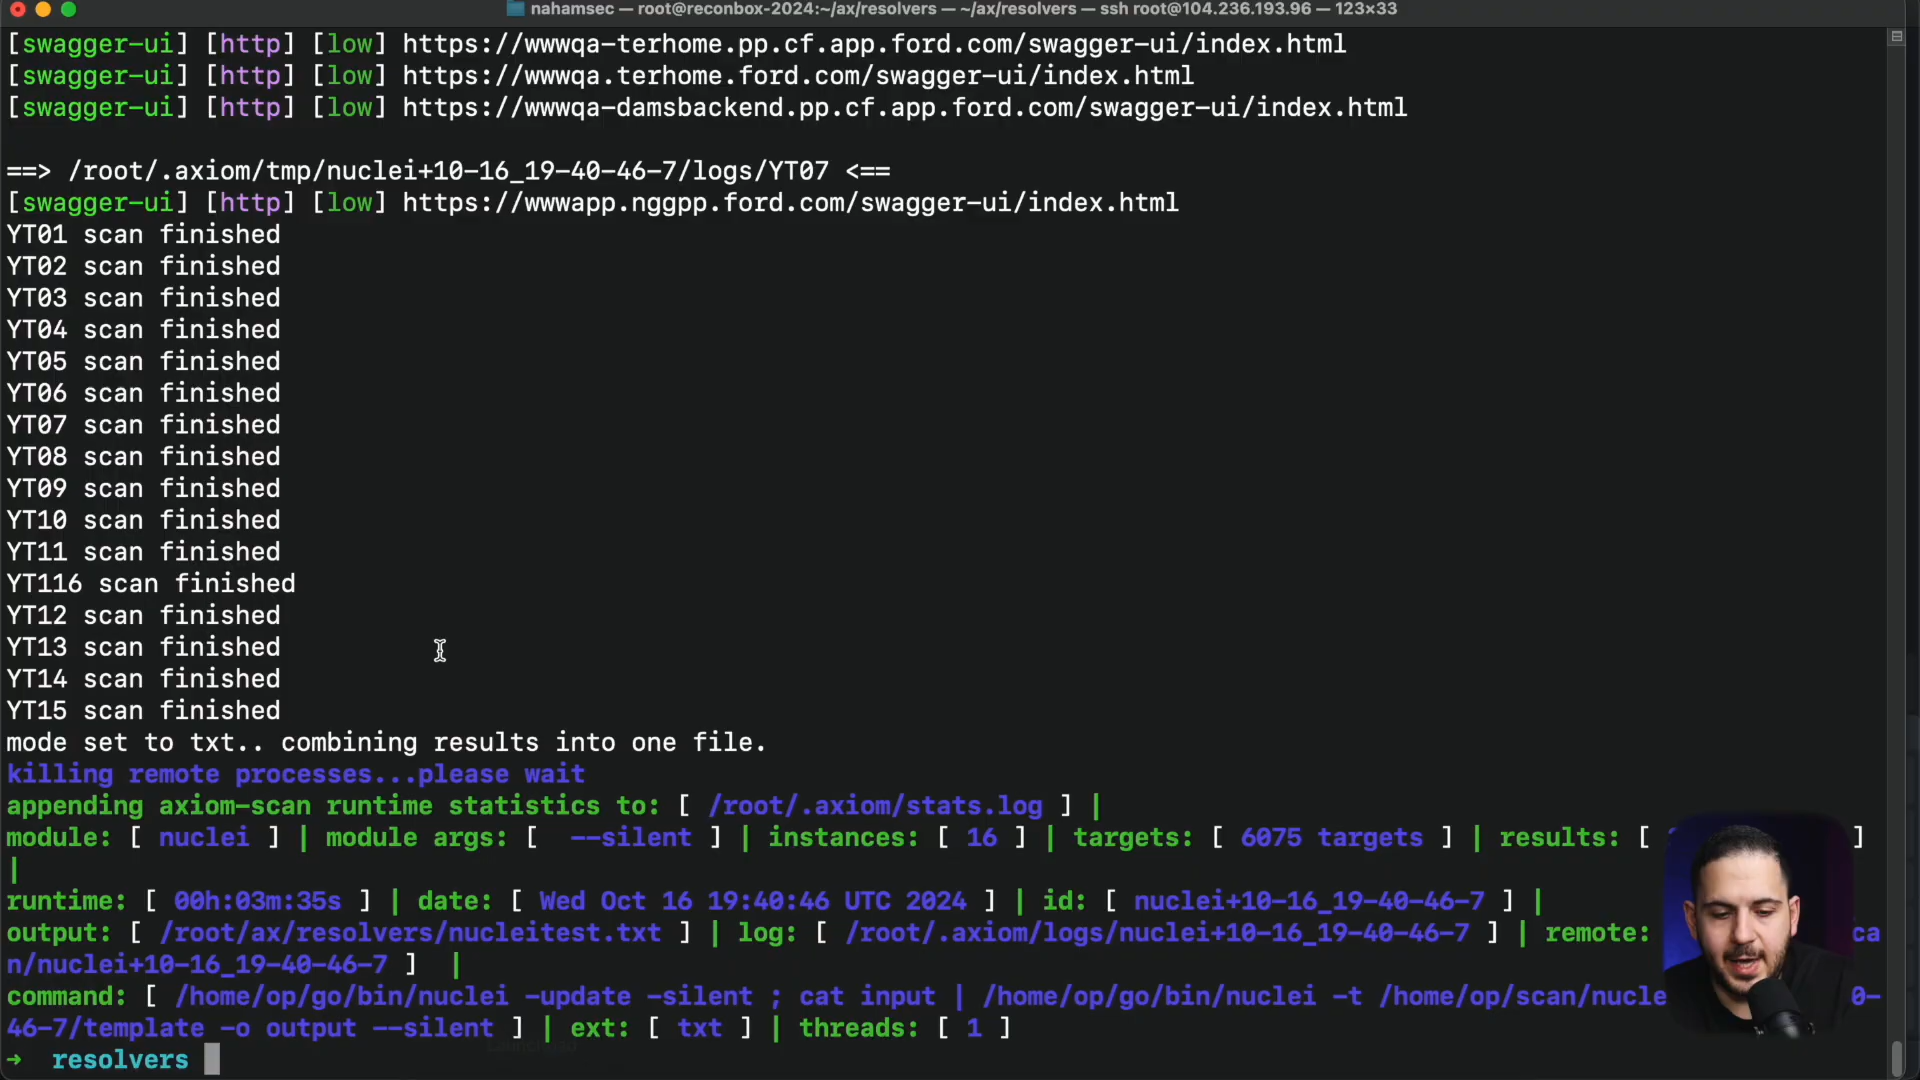 nahamsec — root@reconbox-2024:~/ax/resolvers — ~/ax/resolvers — ssh root@104.236.193.96 — 123×33
[swagger-ui] [http] [low] https://wwwqa-terhome.pp.cf.app.ford.com/swagger-ui/index.html
[swagger-ui] [http] [low] https://wwwqa.terhome.ford.com/swagger-ui/index.html
[swagger-ui] [http] [low] https://wwwqa-damsbackend.pp.cf.app.ford.com/swagger-ui/index.html
==> /root/.axiom/tmp/nuclei+10-16_19-40-46-7/logs/YT07 <==
[swagger-ui] [http] [low] https://wwwapp.nggpp.ford.com/swagger-ui/index.html
YT01 scan finished
YT02 scan finished
YT03 scan finished
YT04 scan finished
YT05 scan finished
YT06 scan finished
YT07 scan finished
YT08 scan finished
YT09 scan finished
YT10 scan finished
YT11 scan finished
YT116 scan finished
YT12 scan finished
YT13 scan finished
YT14 scan finished
YT15 scan finished
mode set to txt.. combining results into one file.
killing remote processes...please wait
appending axiom-scan runtime statistics to: [ /root/.axiom/stats.log ] |
module: [ nuclei ] | module args: [  --silent ] | instances: [ 16 ] | targets: [ 6075 targets ] | results: [ ]
|
runtime: [ 00h:03m:35s ] | date: [ Wed Oct 16 19:40:46 UTC 2024 ] | id: [ nuclei+10-16_19-40-46-7 ] |
output: [ /root/ax/resolvers/nucleitest.txt ] | log: [ /root/.axiom/logs/nuclei+10-16_19-40-46-7 ] | remote: ca
n/nuclei+10-16_19-40-46-7 ]  |
command: [ /home/op/go/bin/nuclei -update -silent ; cat input | /home/op/go/bin/nuclei -t /home/op/scan/nucle 0-
46-7/template -o output --silent ] | ext: [ txt ] | threads: [ 1 ]
→ resolvers